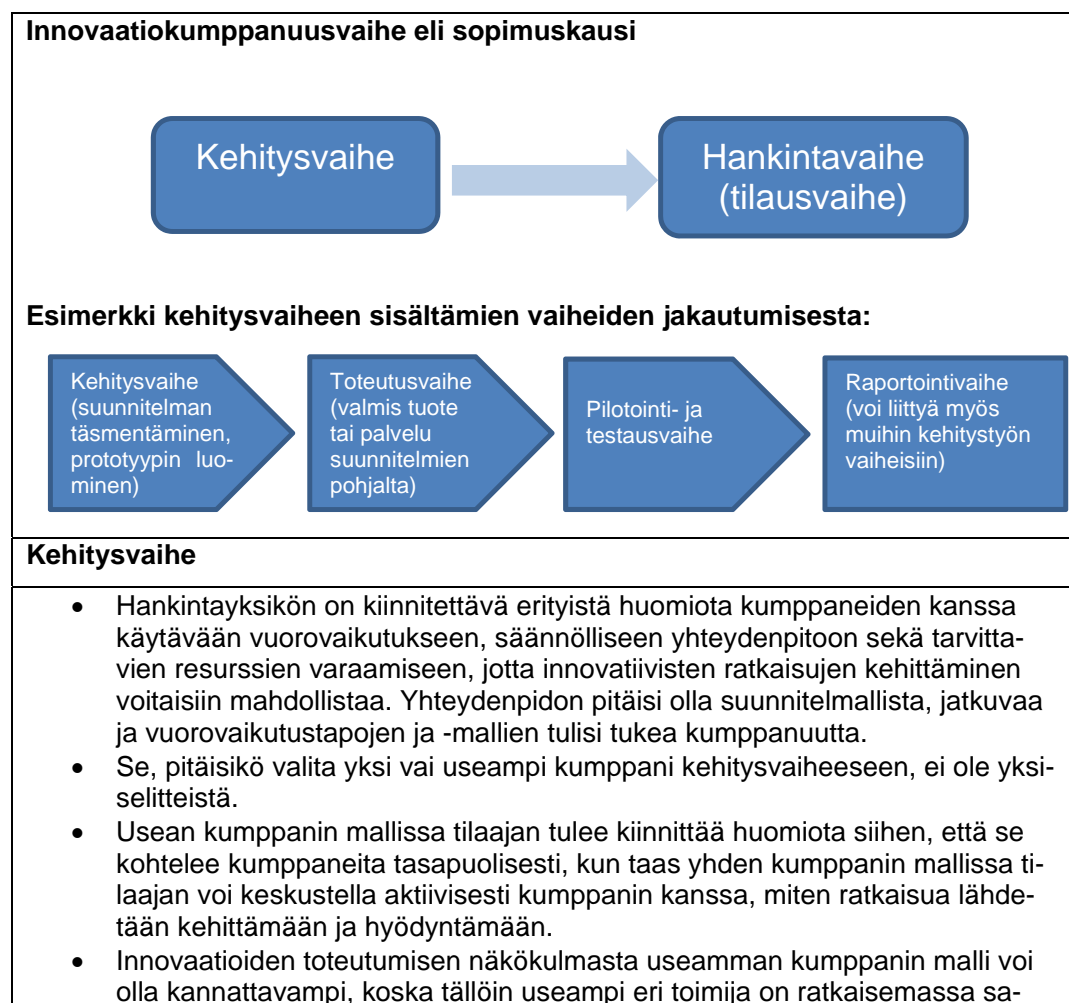 Innovaatiokumppanuusvaihe eli sopimuskausi
Kehitysvaihe
Hankintavaihe
(tilausvaihe)
Esimerkki kehitysvaiheen sisältämien vaiheiden jakautumisesta:
Kehitysvaihe
(suunnitelman
täsmentäminen,
prototyypin luo-
minen)
Toteutusvaihe
(valmis tuote
tai palvelu
suunnitelmien
pohjalta)
Pilotointi- ja
testausvaihe
Raportointivaihe
(voi liittyä myös
muihin kehitystyön
vaiheisiin)
Kehitysvaihe
• Hankintayksikön on kiinnitettävä erityistä huomiota kumppaneiden kanssa
käytävään vuorovaikutukseen, säännölliseen yhteydenpitoon sekä tarvitta-
vien resurssien varaamiseen, jotta innovatiivisten ratkaisujen kehittäminen
voitaisiin mahdollistaa. Yhteydenpidon pitäisi olla suunnitelmallista, jatkuvaa
ja vuorovaikutustapojen ja -mallien tulisi tukea kumppanuutta.
• Se, pitäisikö valita yksi vai useampi kumppani kehitysvaiheeseen, ei ole yksi-
selitteistä.
• Usean kumppanin mallissa tilaajan tulee kiinnittää huomiota siihen, että se
kohtelee kumppaneita tasapuolisesti, kun taas yhden kumppanin mallissa ti-
laajan voi keskustella aktiivisesti kumppanin kanssa, miten ratkaisua lähde-
tään kehittämään ja hyödyntämään.
• Innovaatioiden toteutumisen näkökulmasta useamman kumppanin malli voi
olla kannattavampi, koska tällöin useampi eri toimija on ratkaisemassa sa-